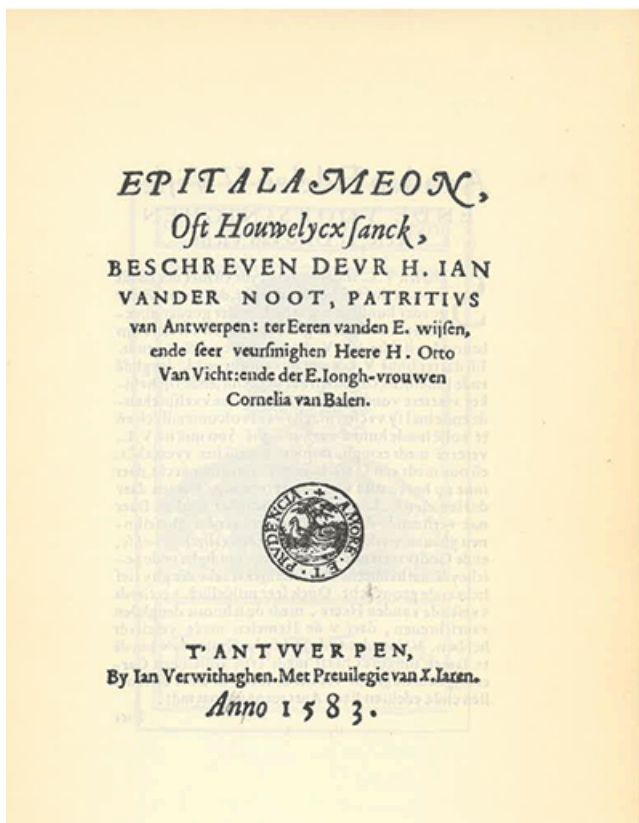 EPITALAMEON,
Oft Houwelycx ſanck,
BESCHREVEN DEVR H. IAN
VANDER NOOT, PATRITIVS
van Antwerpen: ter Eeren vanden E. wijſen,
ende ſeer veurſinighen Heere H. Otto
Van Vicht: ende der E. Iongh-vrouwen
Cornelia van Balen.
AMORE · ET · PRVDENCIA
T'ANTVVERPEN,
By Ian Verwithaghen. Met Preuilegie van X. Iaren.
Anno 1583.